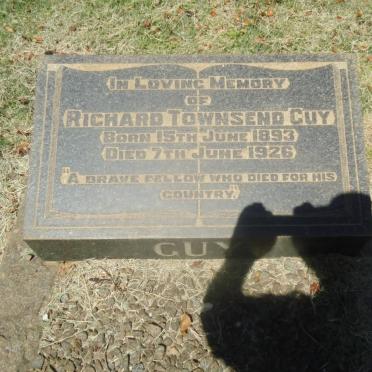 In Loving Memory
of
Richard Townsend Guy
Born 15th June 1893
Died 7th June 1926
"A brave fellow who died for his
country."
GUY